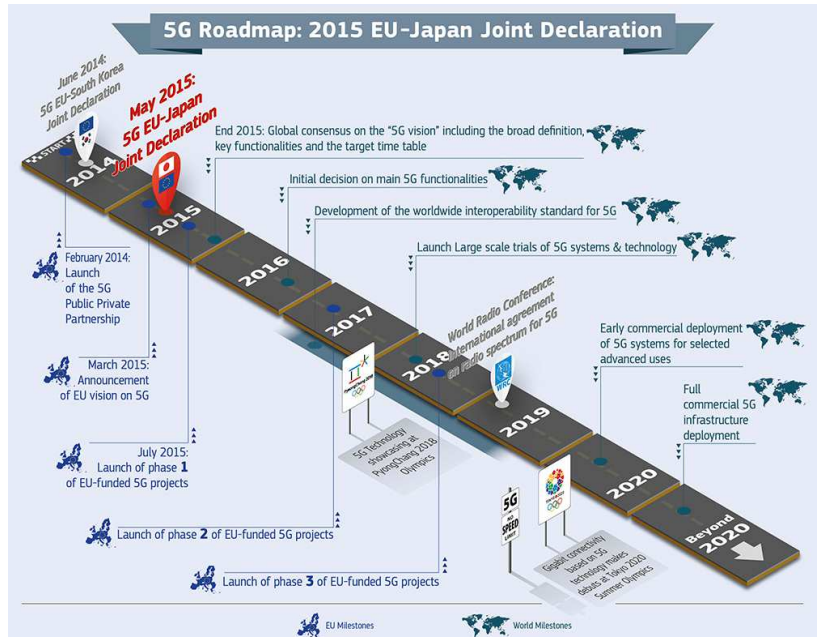 5G Roadmap: 2015 EU-Japan Joint Declaration
June 2014:
5G EU-South Korea
Joint Declaration
May 2015:
5G EU-Japan
Joint Declaration
START
2014
2015
2016
2017
2018
2019
2020
Beyond
2020
End 2015: Global consensus on the "5G vision" including the broad definition,
key functionalities and the target time table
Initial decision on main 5G functionalities
Development of the worldwide interoperability standard for 5G
Launch Large scale trials of 5G systems & technology
World Radio Conference:
International agreement
on radio spectrum for 5G
WRC
Early commercial deployment
of 5G systems for selected
advanced uses
Full
commercial 5G
infrastructure
deployment
February 2014:
Launch
of the 5G
Public Private
Partnership
March 2015:
Announcement
of EU vision on 5G
July 2015:
Launch of phase 1
of EU-funded 5G projects
Launch of phase 2 of EU-funded 5G projects
Launch of phase 3 of EU-funded 5G projects
5G Technology
showcasing at
PyongChang 2018
Olympics
5G
NO
SPEED
LIMIT
Gigabit connectivity
based on 5G
technology makes
debuts at Tokyo 2020
Summer Olympics
EU Milestones
World Milestones